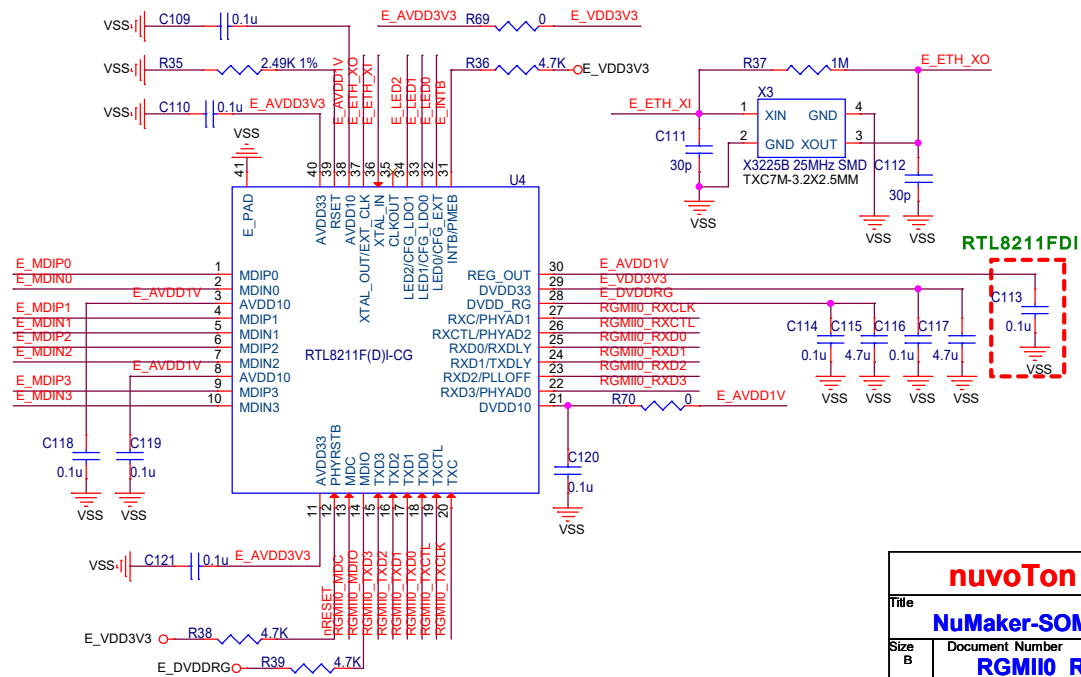 VSS C109 0.1u E_AVDD3V3 R69 0 E_VDD3V3
VSS R35 2.49K 1% R36 4.7K E_VDD3V3
VSS C110 0.1u E_AVDD3V3
E_AVDD1V
E_ETH_XO
E_ETH_XI
E_LED2
E_LED1
E_LED0
E_INTB
R37 1M E_ETH_XO
E_ETH_XI
X3
1 XIN GND 4
2 GND XOUT 3
X3225B 25MHz SMD
TXC7M-3.2X2.5MM
C111
30p
C112
30p
VSS
VSS
VSS
VSS
41
40
39
38
37
36
35
34
33
32
31
U4
E_PAD
AVDD33
RSET
AVDD10
XTAL_OUT/EXT_CLK
XTAL_IN
CLKOUT
LED2/CFG_LDO1
LED1/CFG_LDO0
LED0/CFG_EXT
INTB/PMEB
E_MDIP0 1 MDIP0
E_MDIN0 2 MDIN0
E_AVDD1V 3 AVDD10
E_MDIP1 4 MDIP1
E_MDIN1 5 MDIN1
E_MDIP2 6 MDIP2
E_MDIN2 7 MDIN2
E_AVDD1V 8 AVDD10
E_MDIP3 9 MDIP3
E_MDIN3 10 MDIN3
RTL8211F(D)I-CG
REG_OUT 30 E_AVDD1V
DVDD33 29 E_VDD3V3
DVDD_RG 28 E_DVDDRG
RXC/PHYAD1 27 RGMII0_RXCLK
RXCTL/PHYAD2 26 RGMII0_RXCTL
RXD0/RXDLY 25 RGMII0_RXD0
RXD1/TXDLY 24 RGMII0_RXD1
RXD2/PLLOFF 23 RGMII0_RXD2
RXD3/PHYAD0 22 RGMII0_RXD3
DVDD10 21 R70 0 E_AVDD1V
RTL8211FDI
C113
0.1u
VSS
C114 C115 C116 C117
0.1u 4.7u 0.1u 4.7u
VSS VSS VSS VSS
C118 C119
0.1u 0.1u
VSS VSS
C120
0.1u
VSS
AVDD33
PHYRSTB
MDC
MDIO
TXD3
TXD2
TXD1
TXD0
TXCTL
TXC
11
12
13
14
15
16
17
18
19
20
VSS C121 0.1u E_AVDD3V3
nRESET
RGMII0_MDC
RGMII0_MDIO
RGMII0_TXD3
RGMII0_TXD2
RGMII0_TXD1
RGMII0_TXD0
RGMII0_TXCTL
RGMII0_TXCLK
E_VDD3V3 R38 4.7K
E_DVDDRG R39 4.7K
nuvoTon
Title
NuMaker-SOM
Size
B
Document Number
RGMII0_R